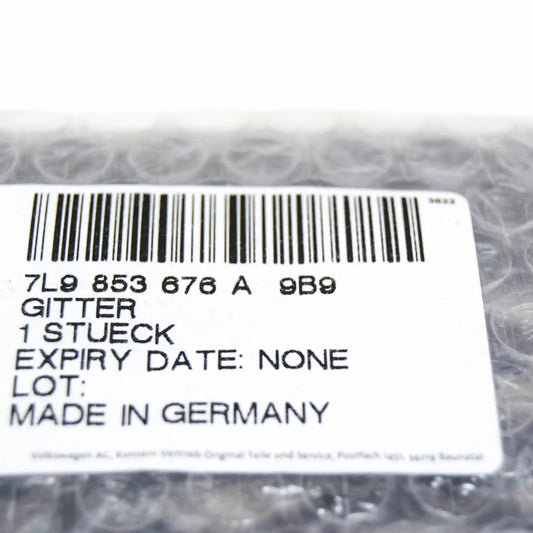 3822
7L9 853 676 A 9B9
GITTER
1 STUECK
EXPIRY DATE: NONE
LOT:
MADE IN GERMANY
Volkswagen AG, Konzern Vertrieb Original Teile und Service, Postfach 1451, 34219 Baunatal